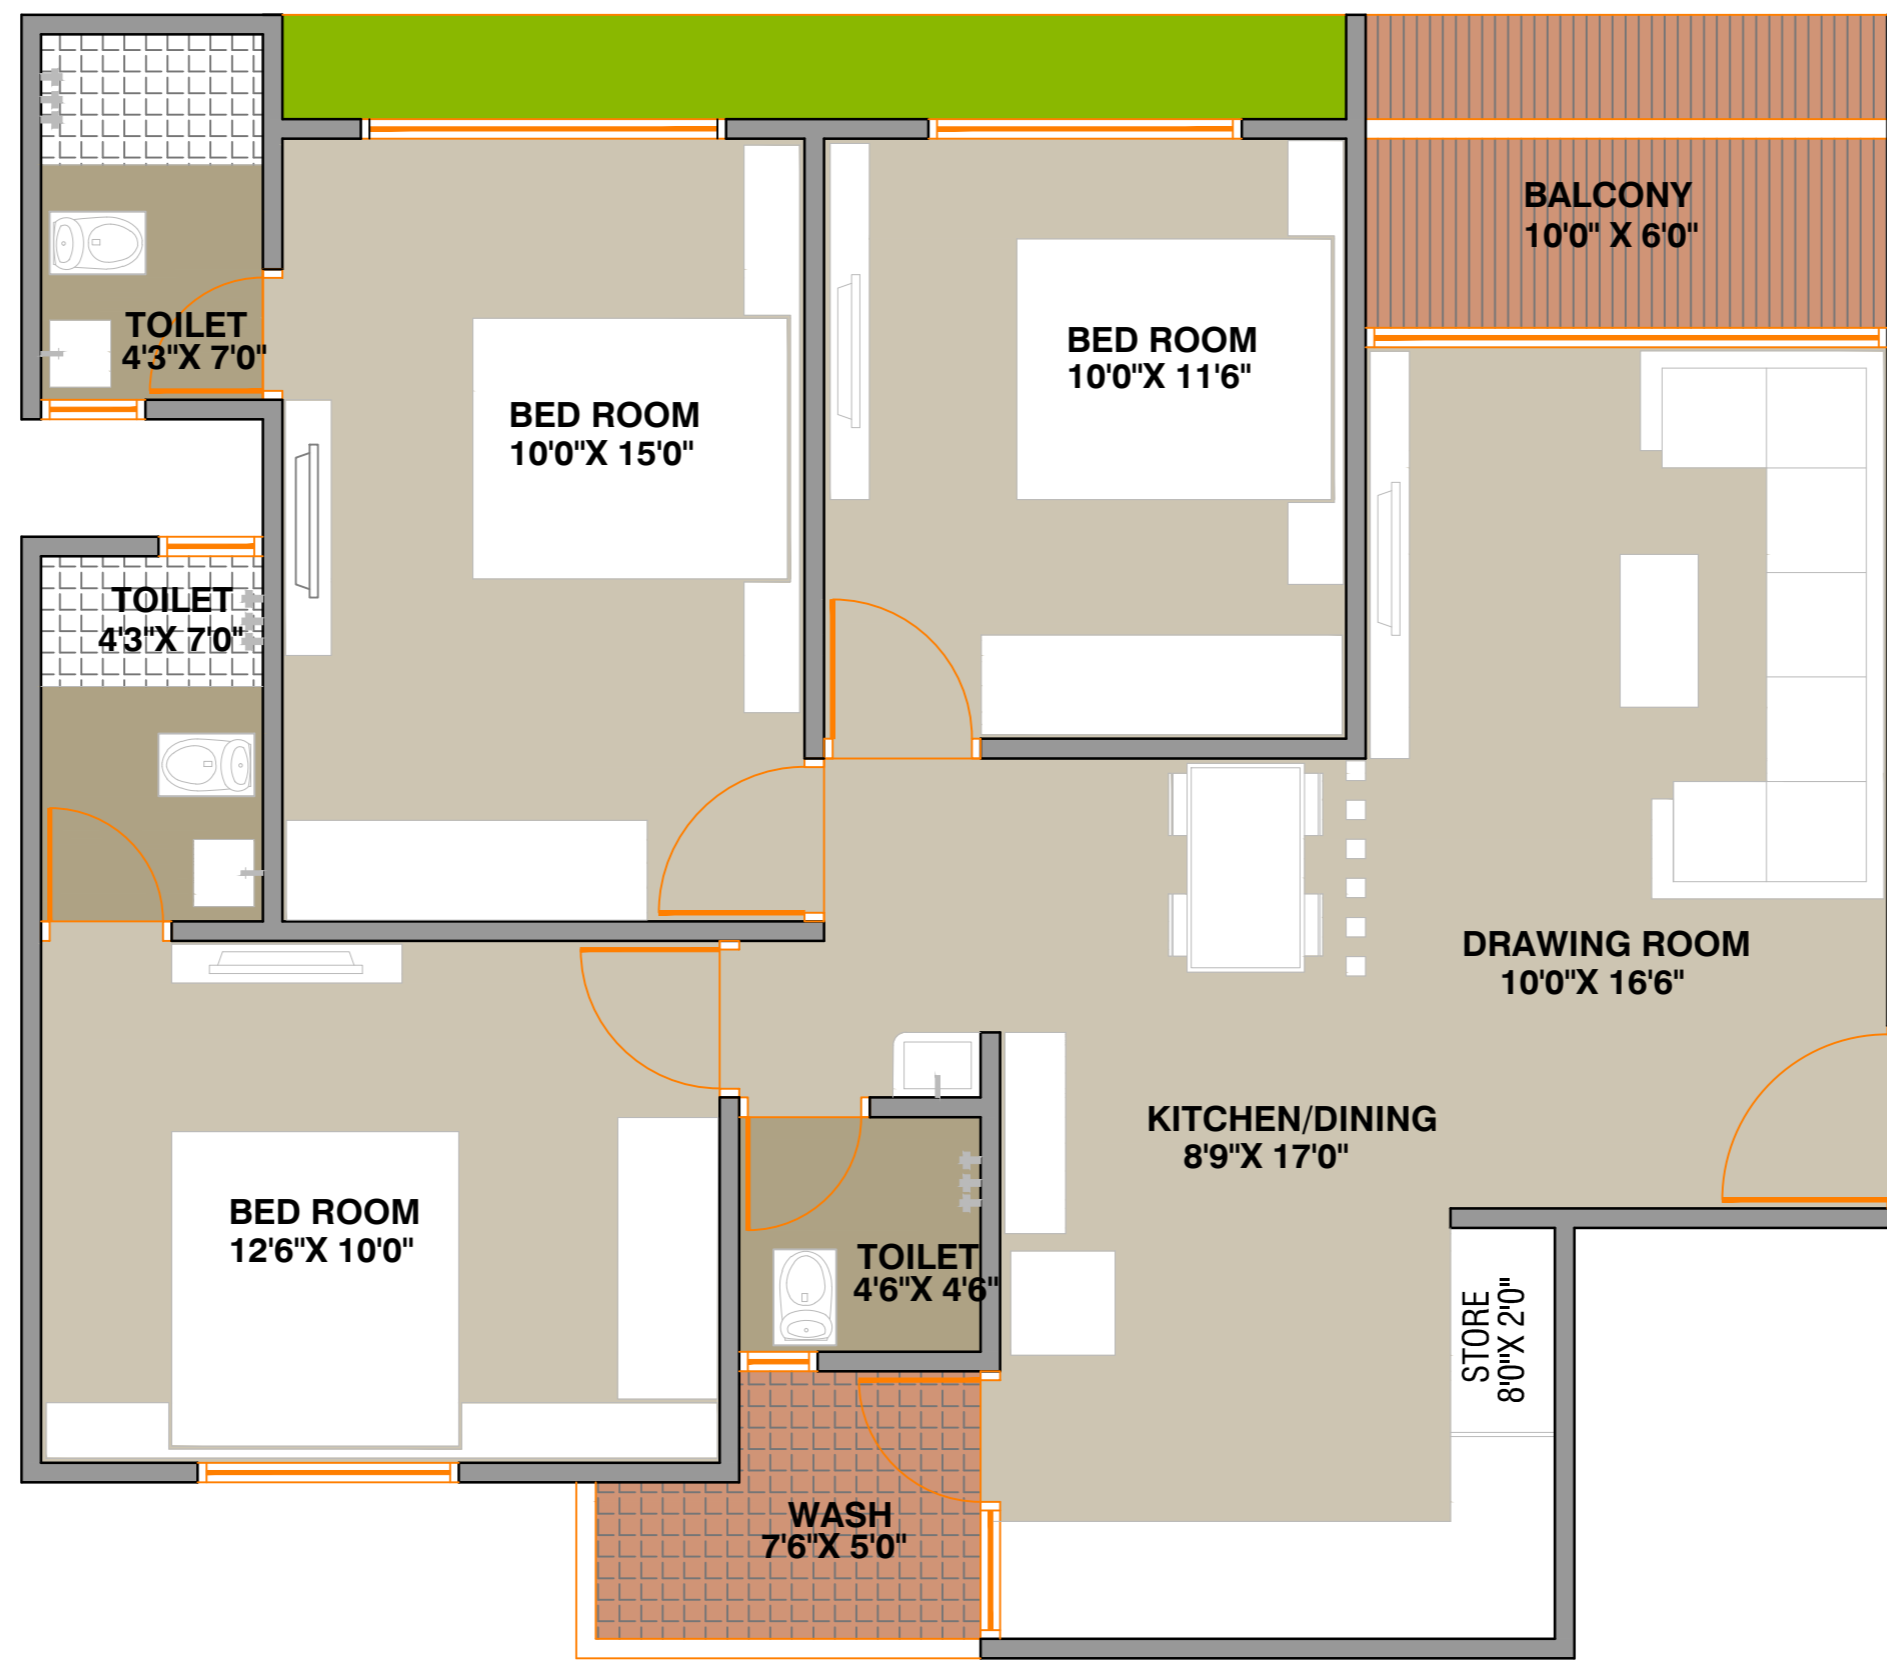 BALCONY
10'0" X 6'0"
TOILET
4'3"X 7'0"
BED ROOM
10'0"X 11'6"
BED ROOM
10'0"X 15'0"
TOILET
4'3"X 7'0"
DRAWING ROOM
10'0"X 16'6"
KITCHEN/DINING
8'9"X 17'0"
BED ROOM
12'6"X 10'0"
TOILET
4'6"X 4'6"
STORE
8'0"X 2'0"
WASH
7'6"X 5'0"